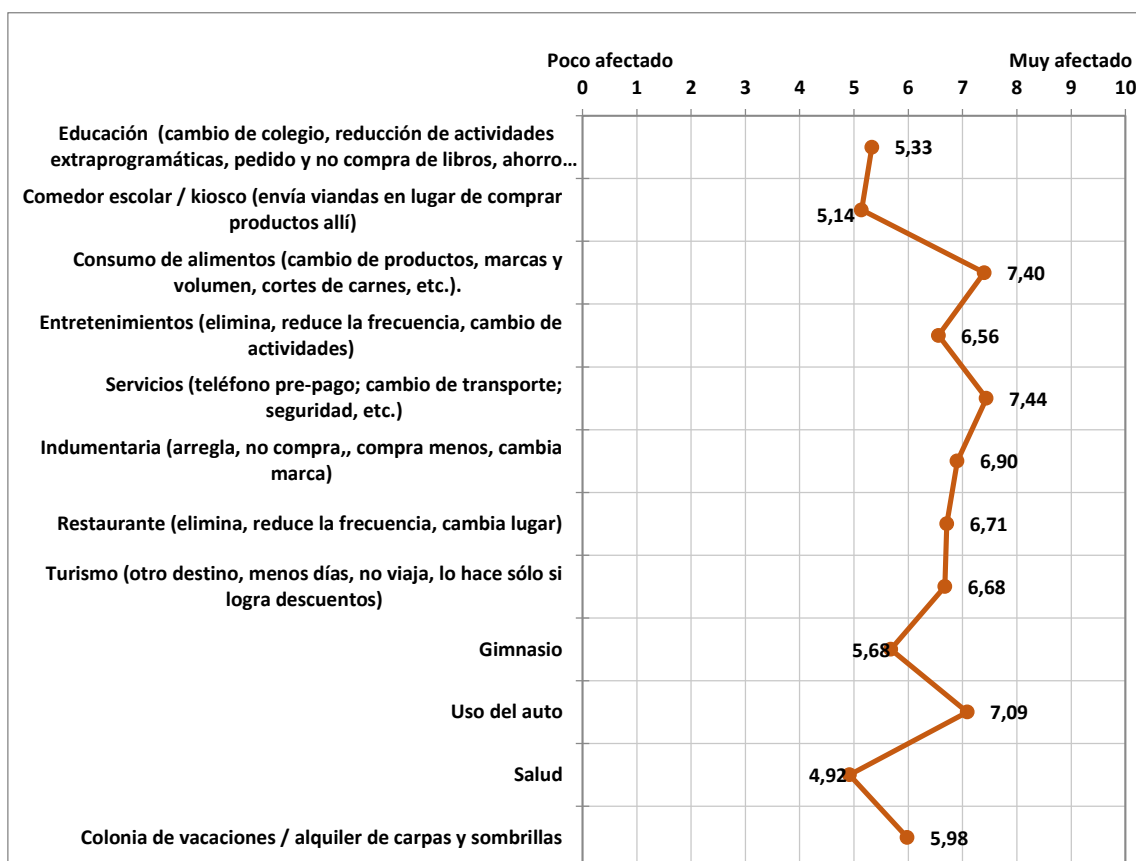 Poco afectado
Muy afectado
0 1 2 3 4 5 6 7 8 9 10
Educación (cambio de colegio, reducción de actividades
extraprogramáticas, pedido y no compra de libros, ahorro...
5,33
Comedor escolar / kiosco (envía viandas en lugar de comprar
productos allí)
5,14
Consumo de alimentos (cambio de productos, marcas y
volumen, cortes de carnes, etc.).
7,40
Entretenimientos (elimina, reduce la frecuencia, cambio de
actividades)
6,56
Servicios (teléfono pre-pago; cambio de transporte;
seguridad, etc.)
7,44
Indumentaria (arregla, no compra,, compra menos, cambia
marca)
6,90
Restaurante (elimina, reduce la frecuencia, cambia lugar)
6,71
Turismo (otro destino, menos días, no viaja, lo hace sólo si
logra descuentos)
6,68
Gimnasio
5,68
Uso del auto
7,09
Salud
4,92
Colonia de vacaciones / alquiler de carpas y sombrillas
5,98